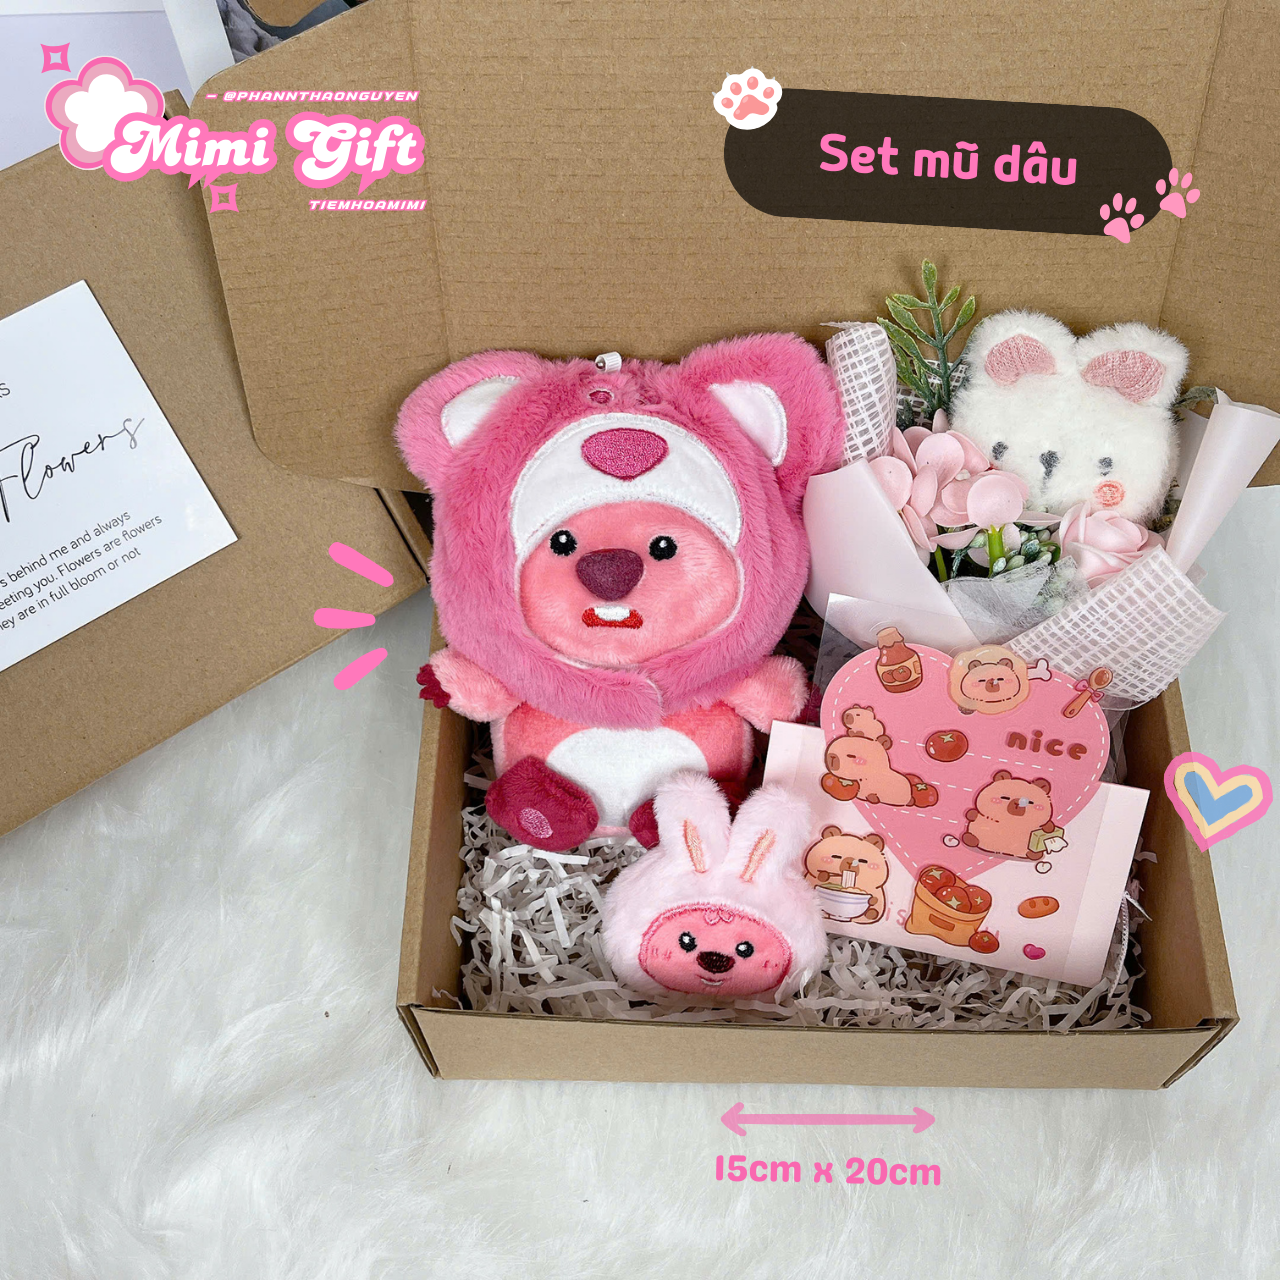 - @PHANNTHAONGUYEN
Mimi Gift
TIEMHOAMIMI
Set mũ dâu
Flowers
behind me and always
eeting you. Flowers are flowers
hey are in full bloom or not
nice
15cm x 20cm